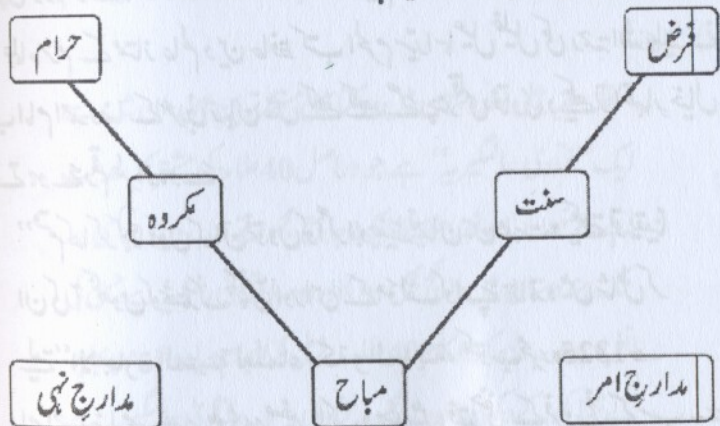 فرض حرام
سنت مکروہ
مدارج امر مباح مدارج نہی